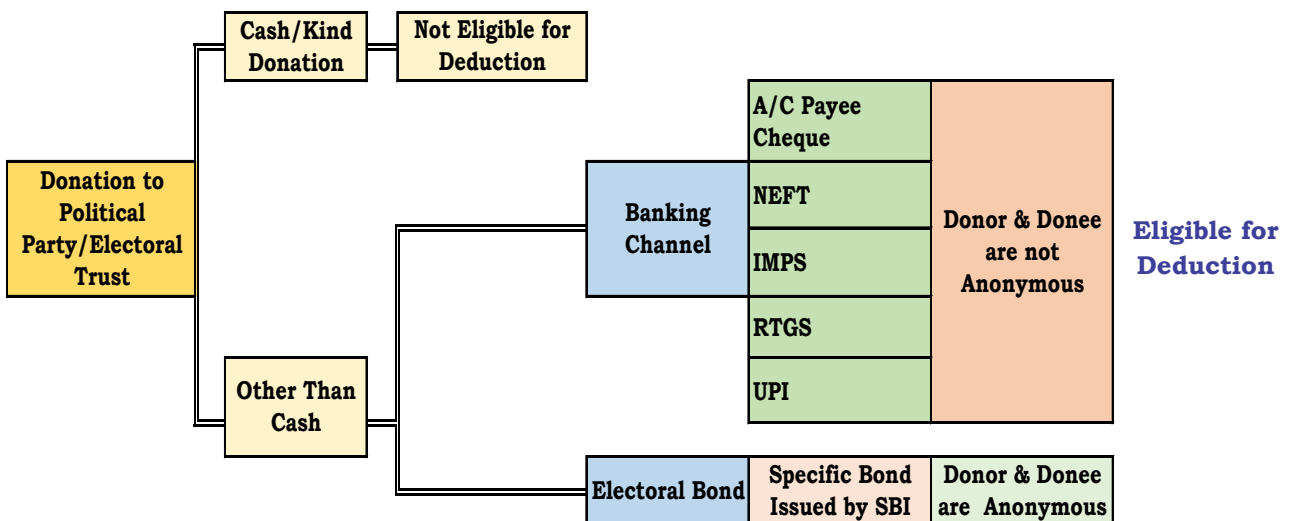 Cash/Kind
Donation
Not Eligible for
Deduction
Donation to
Political
Party/Electoral
Trust
Banking
Channel
A/C Payee
Cheque
NEFT
IMPS
RTGS
UPI
Donor & Donee
are not
Anonymous
Eligible for
Deduction
Other Than
Cash
Electoral Bond
Specific Bond
Issued by SBI
Donor & Donee
are Anonymous